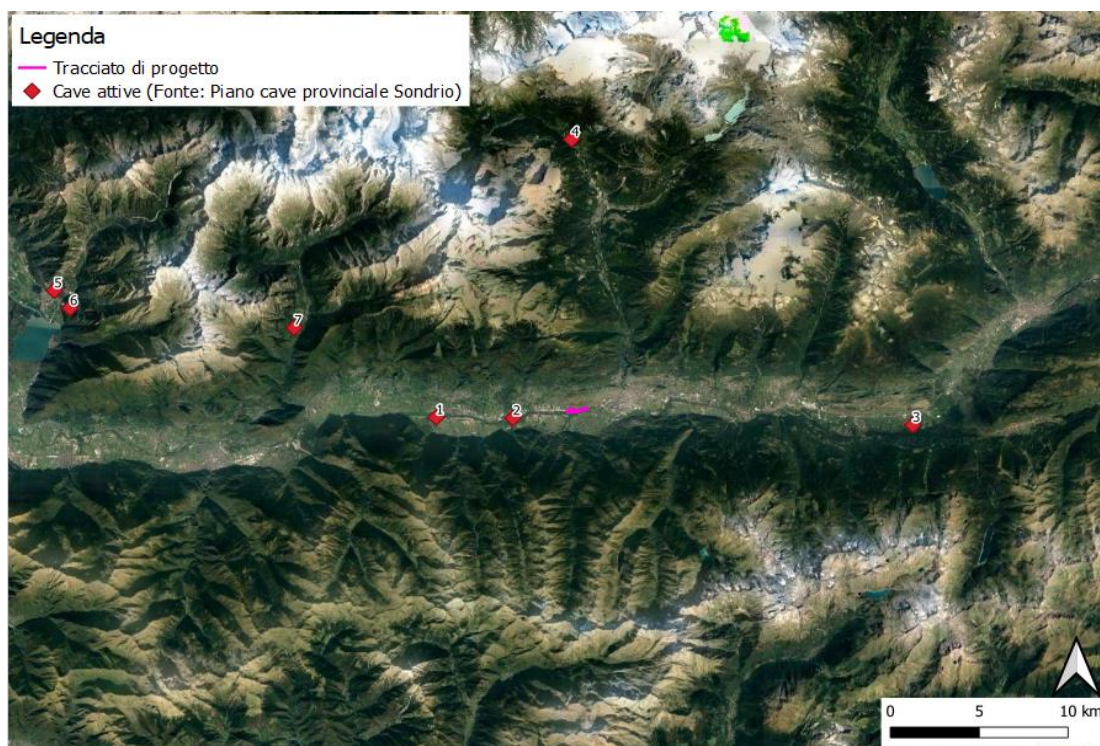 Legenda
Tracciato di progetto
Cave attive (Fonte: Piano cave provinciale Sondrio)
4
5
6
7
1
2
3
0 5 10 km